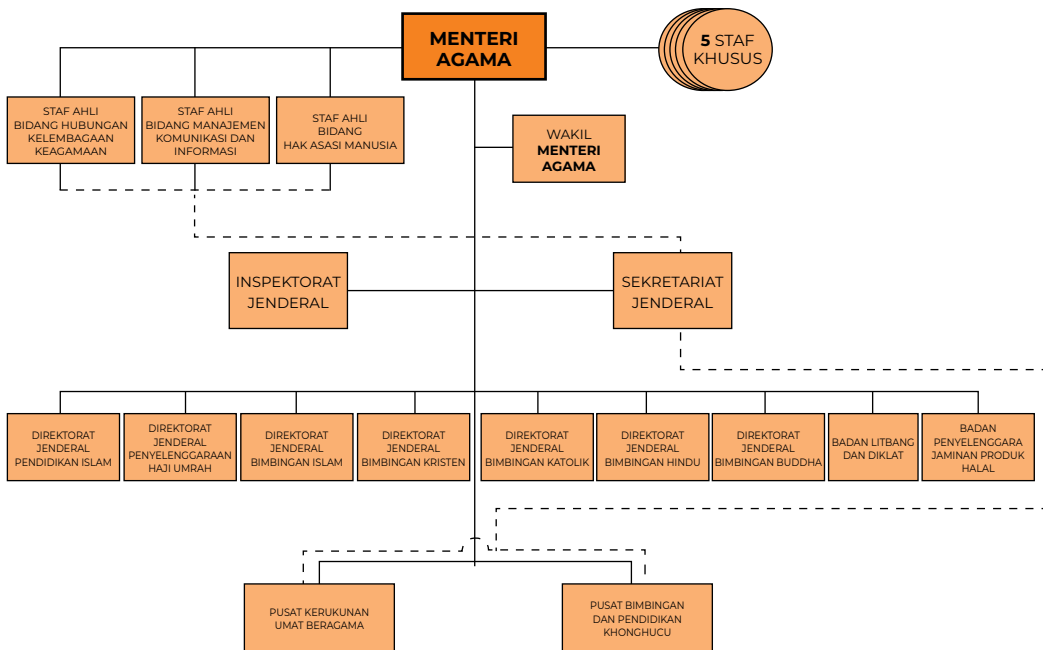 MENTERI
AGAMA
5 STAF
KHUSUS
STAF AHLI
BIDANG HUBUNGAN
KELEMBAGAAN
KEAGAMAAN
STAF AHLI
BIDANG MANAJEMEN
KOMUNIKASI DAN
INFORMASI
STAF AHLI
BIDANG
HAK ASASI MANUSIA
WAKIL
MENTERI
AGAMA
INSPEKTORAT
JENDERAL
SEKRETARIAT
JENDERAL
DIREKTORAT
JENDERAL
PENDIDIKAN ISLAM
DIREKTORAT
JENDERAL
PENYELENGGARAAN
HAJI UMRAH
DIREKTORAT
JENDERAL
BIMBINGAN ISLAM
DIREKTORAT
JENDERAL
BIMBINGAN KRISTEN
DIREKTORAT
JENDERAL
BIMBINGAN KATOLIK
DIREKTORAT
JENDERAL
BIMBINGAN HINDU
DIREKTORAT
JENDERAL
BIMBINGAN BUDDHA
BADAN LITBANG
DAN DIKLAT
BADAN
PENYELENGGARA
JAMINAN PRODUK
HALAL
PUSAT KERUKUNAN
UMAT BERAGAMA
PUSAT BIMBINGAN
DAN PENDIDIKAN
KHONGHUCU